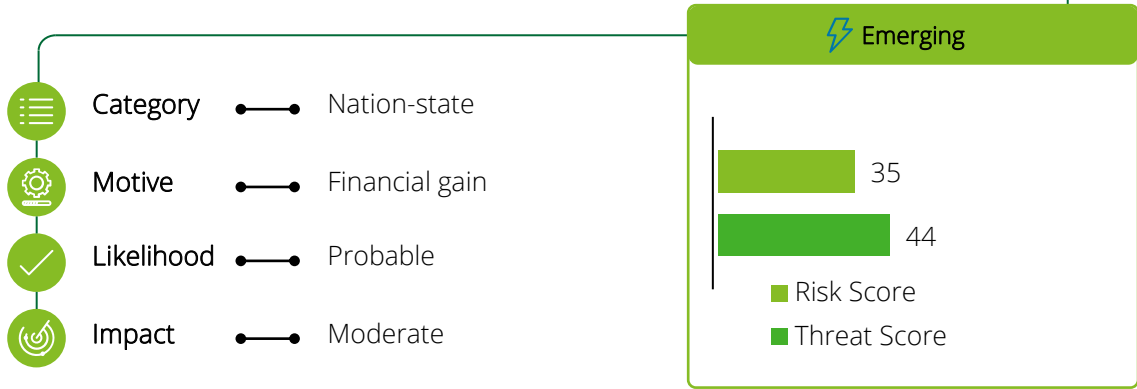 Emerging
Category Nation-state
Motive Financial gain
Likelihood Probable
Impact Moderate
35
44
Risk Score
Threat Score